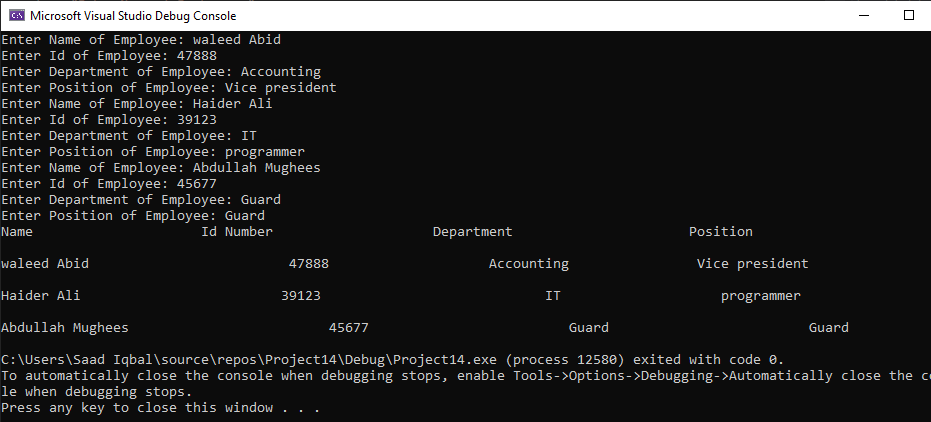 Microsoft Visual Studio Debug Console
Enter Name of Employee: waleed Abid
Enter Id of Employee: 47888
Enter Department of Employee: Accounting
Enter Position of Employee: Vice president
Enter Name of Employee: Haider Ali
Enter Id of Employee: 39123
Enter Department of Employee: IT
Enter Position of Employee: programmer
Enter Name of Employee: Abdullah Mughees
Enter Id of Employee: 45677
Enter Department of Employee: Guard
Enter Position of Employee: Guard
Name Id Number Department Position
waleed Abid 47888 Accounting Vice president
Haider Ali 39123 IT programmer
Abdullah Mughees 45677 Guard Guard
C:\Users\Saad Iqbal\source\repos\Project14\Debug\Project14.exe (process 12580) exited with code 0.
To automatically close the console when debugging stops, enable Tools->Options->Debugging->Automatically close the co
le when debugging stops.
Press any key to close this window . . .